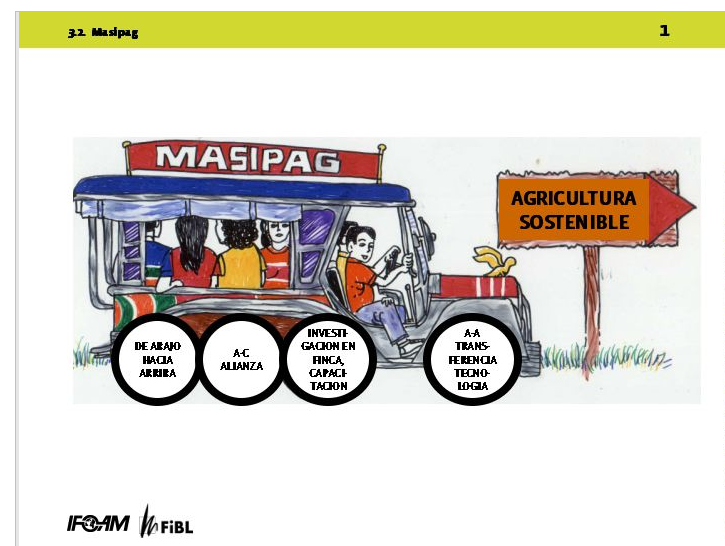 3.2. Masipag
1
MASIPAG
AGRICULTURA
SOSTENIBLE
DE ABAJO
HACIA
ARRIBA
A-C
ALIANZA
INVESTI-
GACION EN
FINCA,
CAPACI-
TACION
A-A
TRANS-
FERENCIA
TECNO-
LOGIA
IFOAM
FiBL